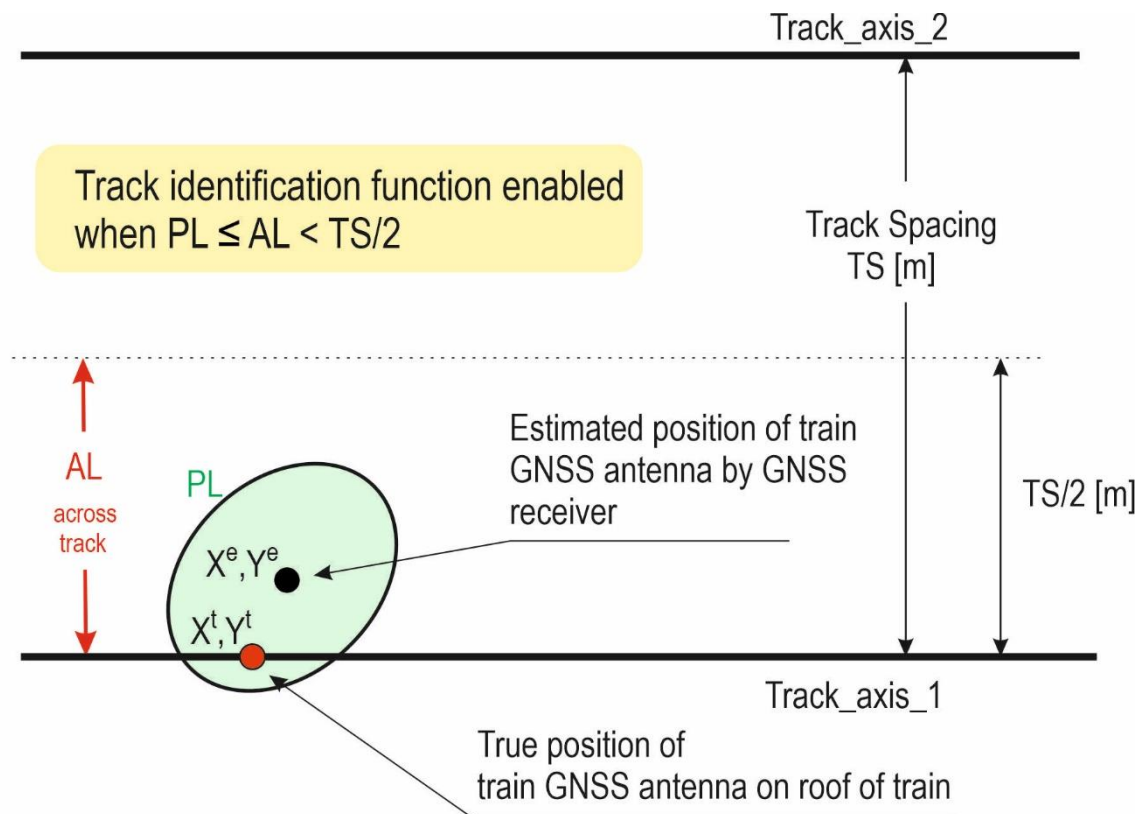 Track_axis_2
Track identification function enabled
when PL ≤ AL < TS/2
Track Spacing
TS [m]
AL
across
track
PL
Estimated position of train
GNSS antenna by GNSS
receiver
TS/2 [m]
Xᵉ,Yᵉ
Xᵗ,Yᵗ
Track_axis_1
True position of
train GNSS antenna on roof of train